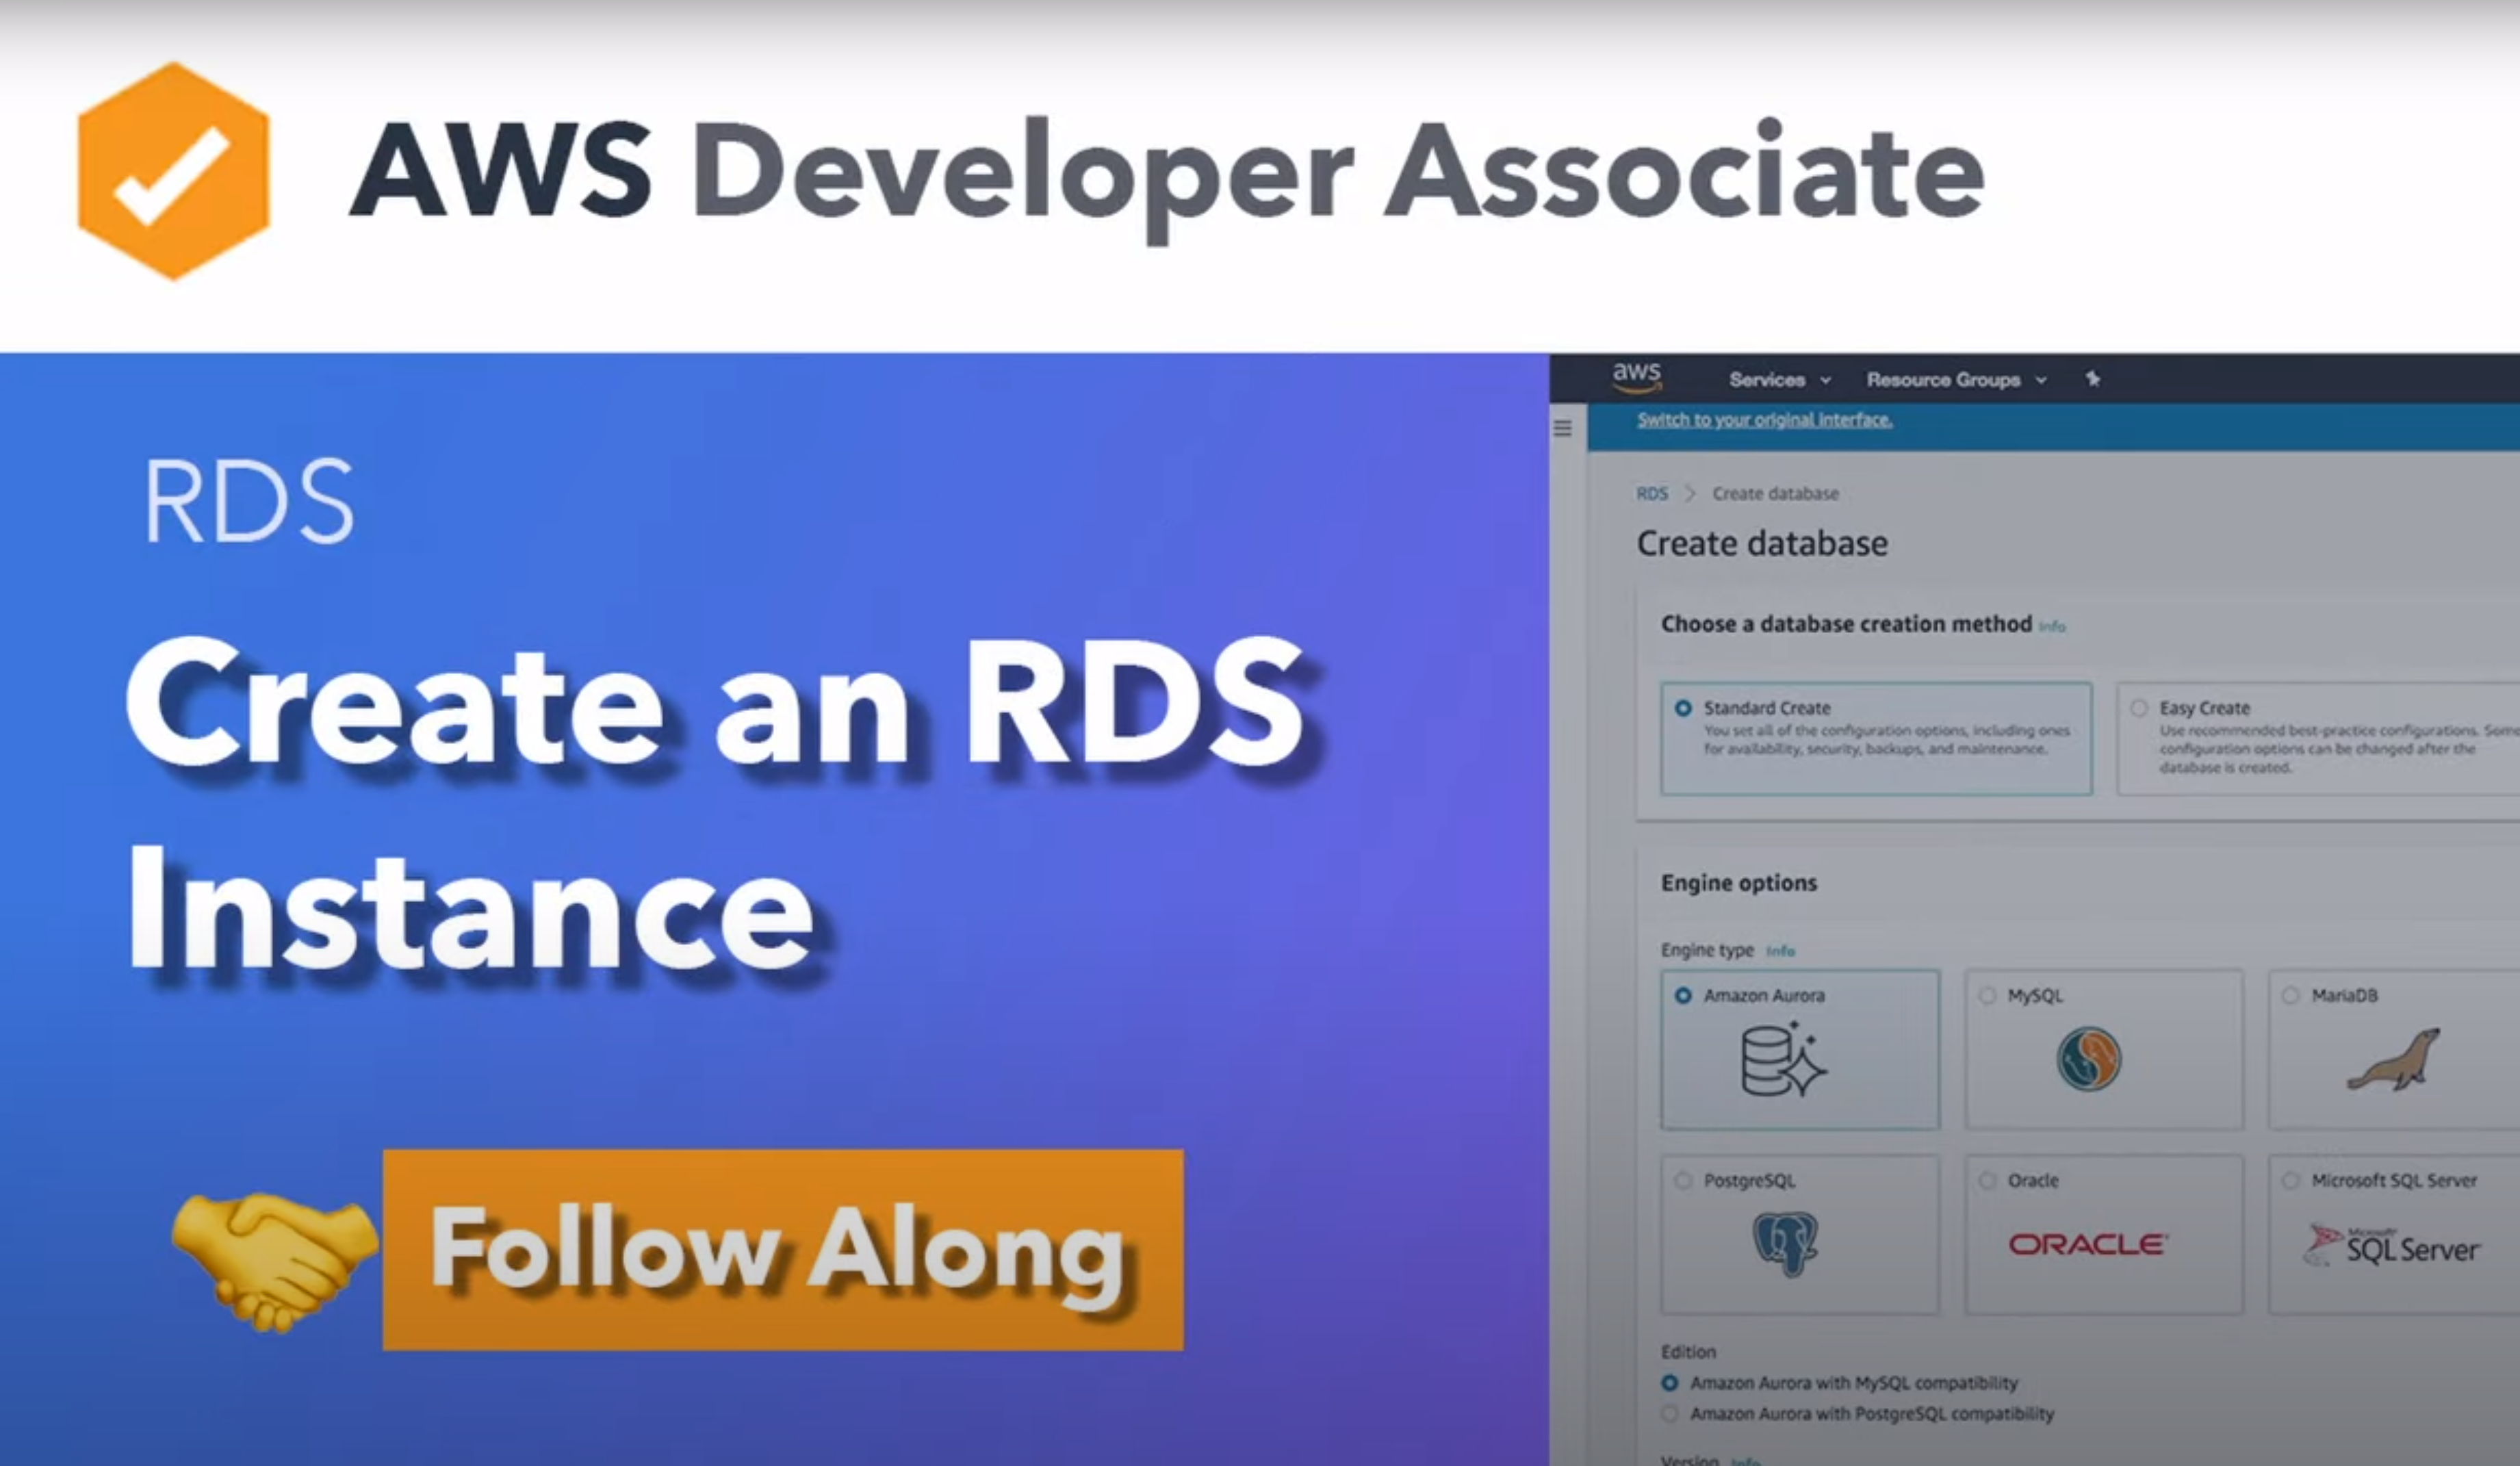 AWS Developer Associate
RDS
Create an RDS
Instance
Follow Along
aws
Services
Resource Groups
Switch to your original interface.
RDS > Create database
Create database
Choose a database creation method Info
Standard Create
You set all of the configuration options, including ones
for availability, security, backups, and maintenance.
Easy Create
Use recommended best-practice configurations. Some
configuration options can be changed after the
database is created.
Engine options
Engine type Info
Amazon Aurora
MySQL
MariaDB
PostgreSQL
Oracle
ORACLE
Microsoft SQL Server
Microsoft
SQL Server
Edition
Amazon Aurora with MySQL compatibility
Amazon Aurora with PostgreSQL compatibility
Version Info